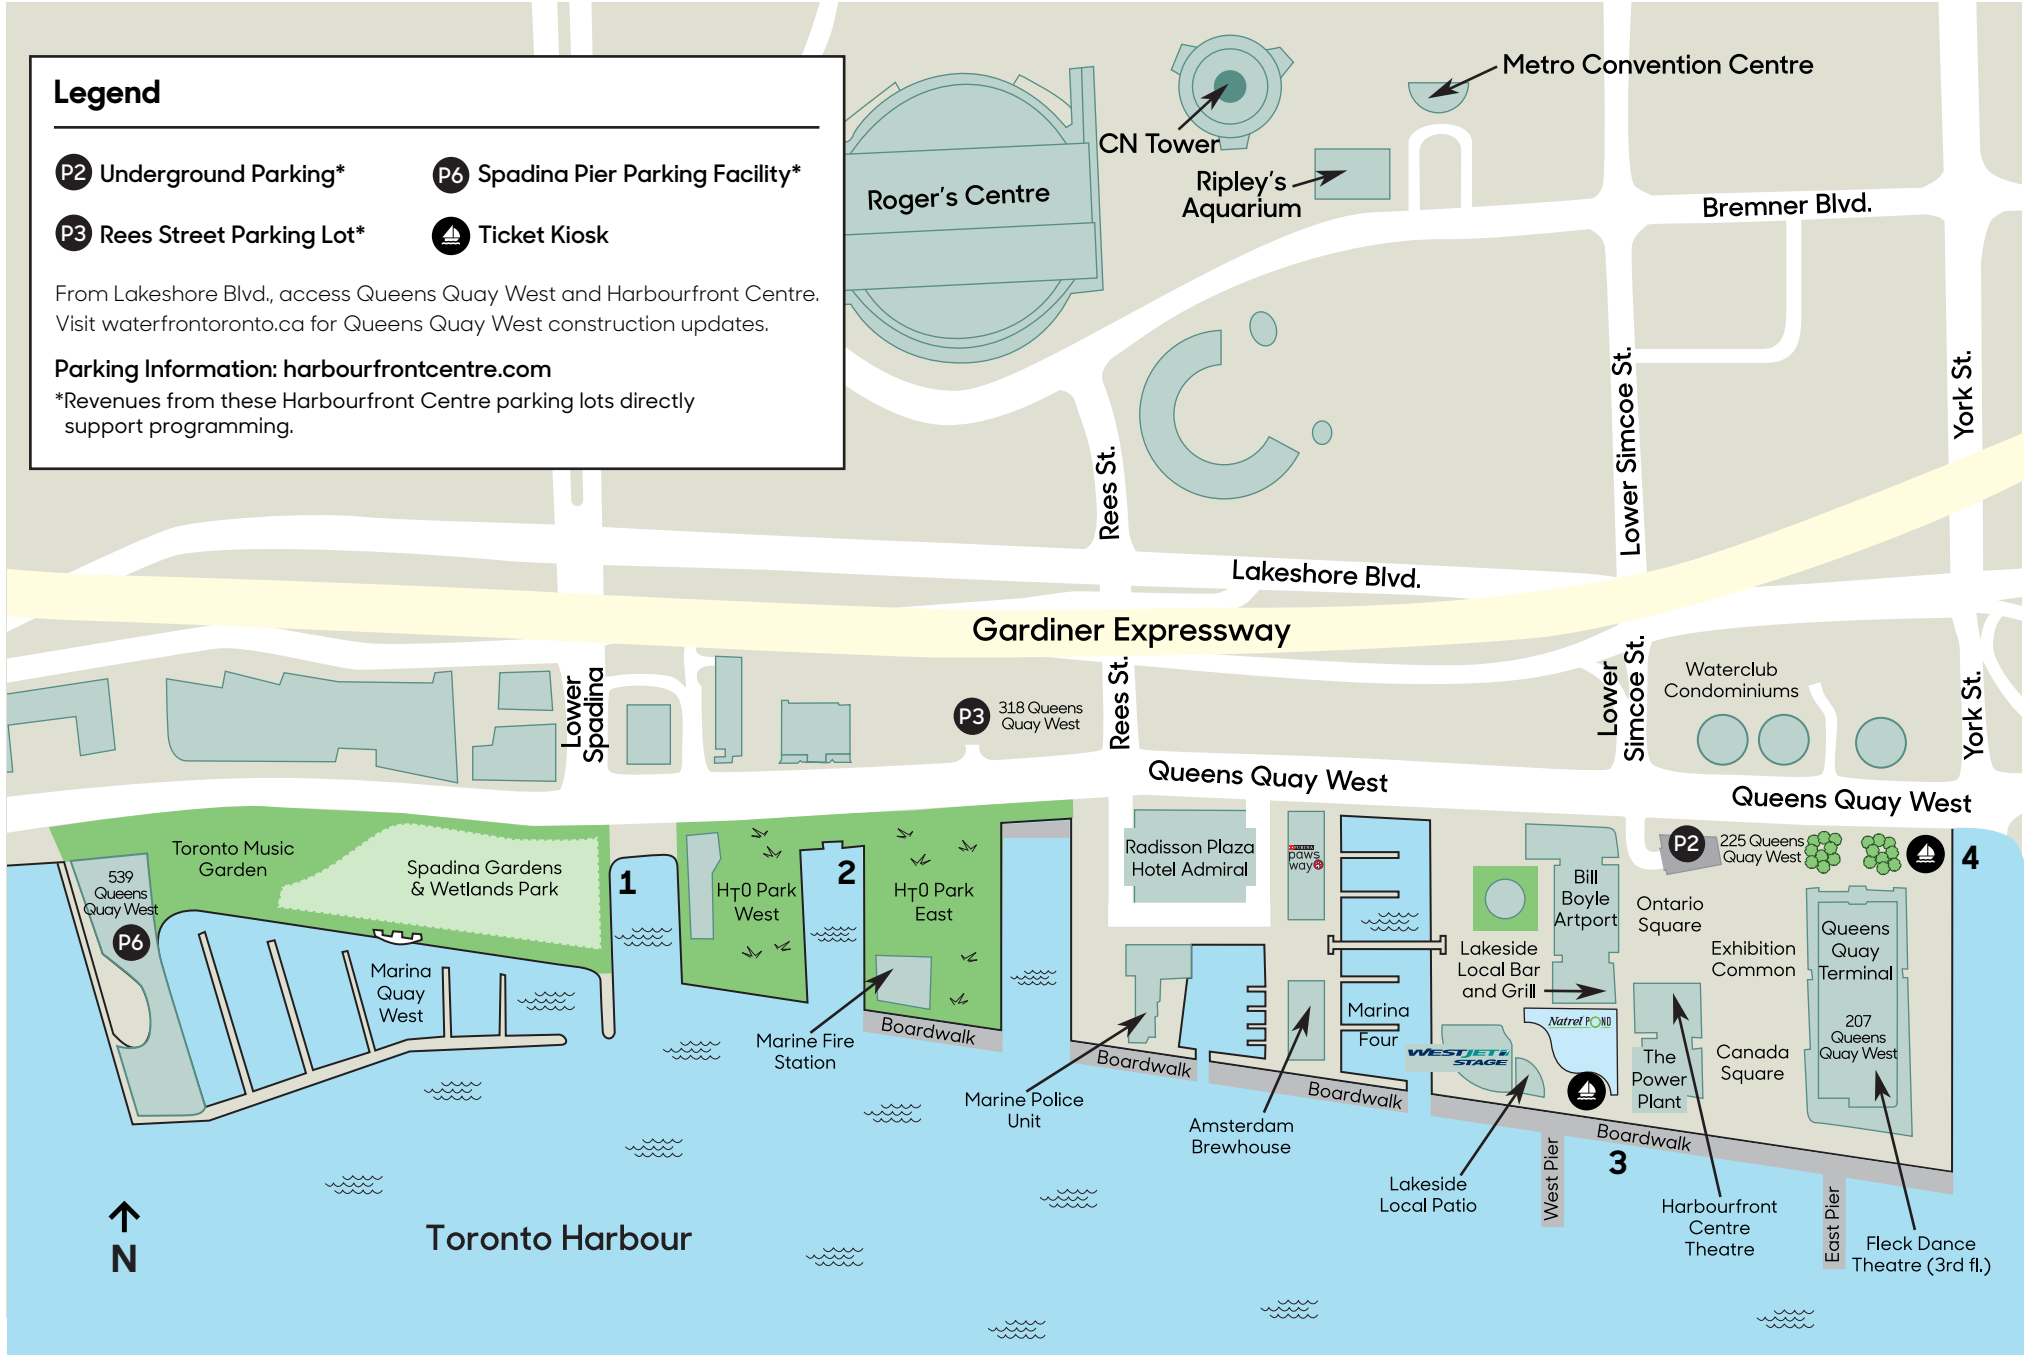 Legend
P2 Underground Parking*
P6 Spadina Pier Parking Facility*
P3 Rees Street Parking Lot*
Ticket Kiosk
From Lakeshore Blvd., access Queens Quay West and Harbourfront Centre.
Visit waterfrontoronto.ca for Queens Quay West construction updates.
Parking Information: harbourfrontcentre.com
*Revenues from these Harbourfront Centre parking lots directly
support programming.
Metro Convention Centre
CN Tower
Ripley's
Aquarium
Roger's Centre
Bremner Blvd.
Rees St.
Lower Simcoe St.
York St.
Lakeshore Blvd.
Gardiner Expressway
Lower
Spadina
P3
318 Queens
Quay West
Rees St.
Lower
Simcoe St.
Waterclub
Condominiums
York St.
Queens Quay West
Queens Quay West
Toronto Music
Garden
Spadina Gardens
& Wetlands Park
539
Queens
Quay West
P6
Marina
Quay
West
1
HTO Park
West
2
HTO Park
East
Marine Fire
Station
Boardwalk
Radisson Plaza
Hotel Admiral
PURINA
paws
way
Marine Police
Unit
Boardwalk
Amsterdam
Brewhouse
Boardwalk
Marina
Four
Lakeside
Local Bar
and Grill
Bill
Boyle
Artport
Natrel POND
WESTJET
STAGE
Lakeside
Local Patio
West Pier
Boardwalk
3
P2
225 Queens
Quay West
4
Ontario
Square
Exhibition
Common
Canada
Square
The
Power
Plant
Harbourfront
Centre
Theatre
Queens
Quay
Terminal
207
Queens
Quay West
East Pier
Fleck Dance
Theatre (3rd fl.)
Toronto Harbour
N